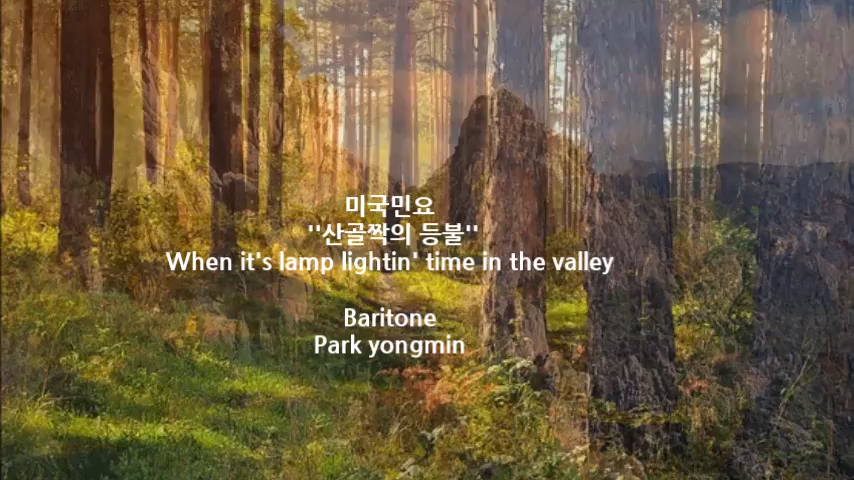 미국민요
''산골짝의 등불''
When it's lamp lightin' time in the valley
Baritone
Park yongmin